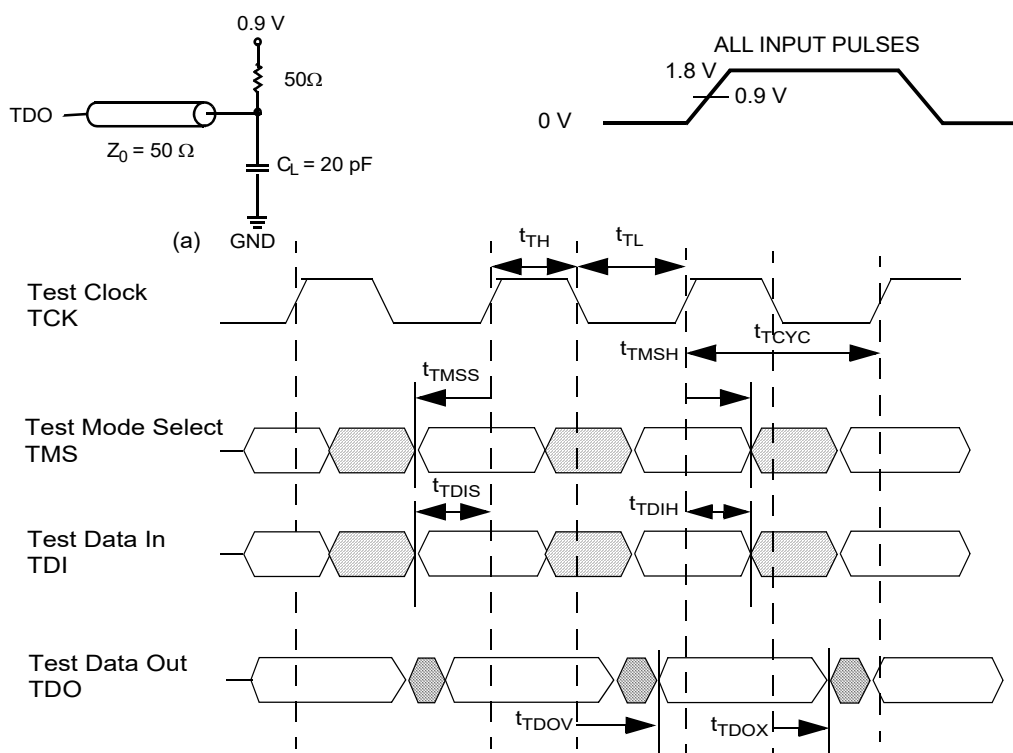 0.9 V
50Ω
TDO
Z0 = 50 Ω
CL = 20 pF
(a)
GND
ALL INPUT PULSES
1.8 V
0.9 V
0 V
tTH
tTL
Test Clock
TCK
tTCYC
tTMSH
tTMSS
Test Mode Select
TMS
tTDIS
tTDIH
Test Data In
TDI
Test Data Out
TDO
tTDOV
tTDOX